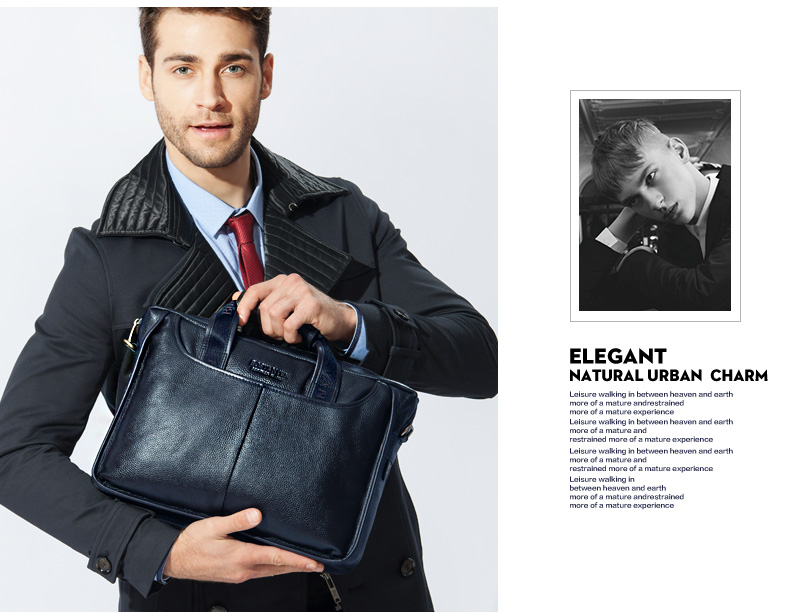 ELEGANT
NATURAL URBAN CHARM
Leisure walking in between heaven and earth
more of a mature andrestrained
more of a mature experience
Leisure walking in between heaven and earth
more of a mature and
restrained more of a mature experience
Leisure walking in between heaven and earth
more of a mature and
restrained more of a mature experience
Leisure walking in
between heaven and earth
more of a mature andrestrained
more of a mature experience